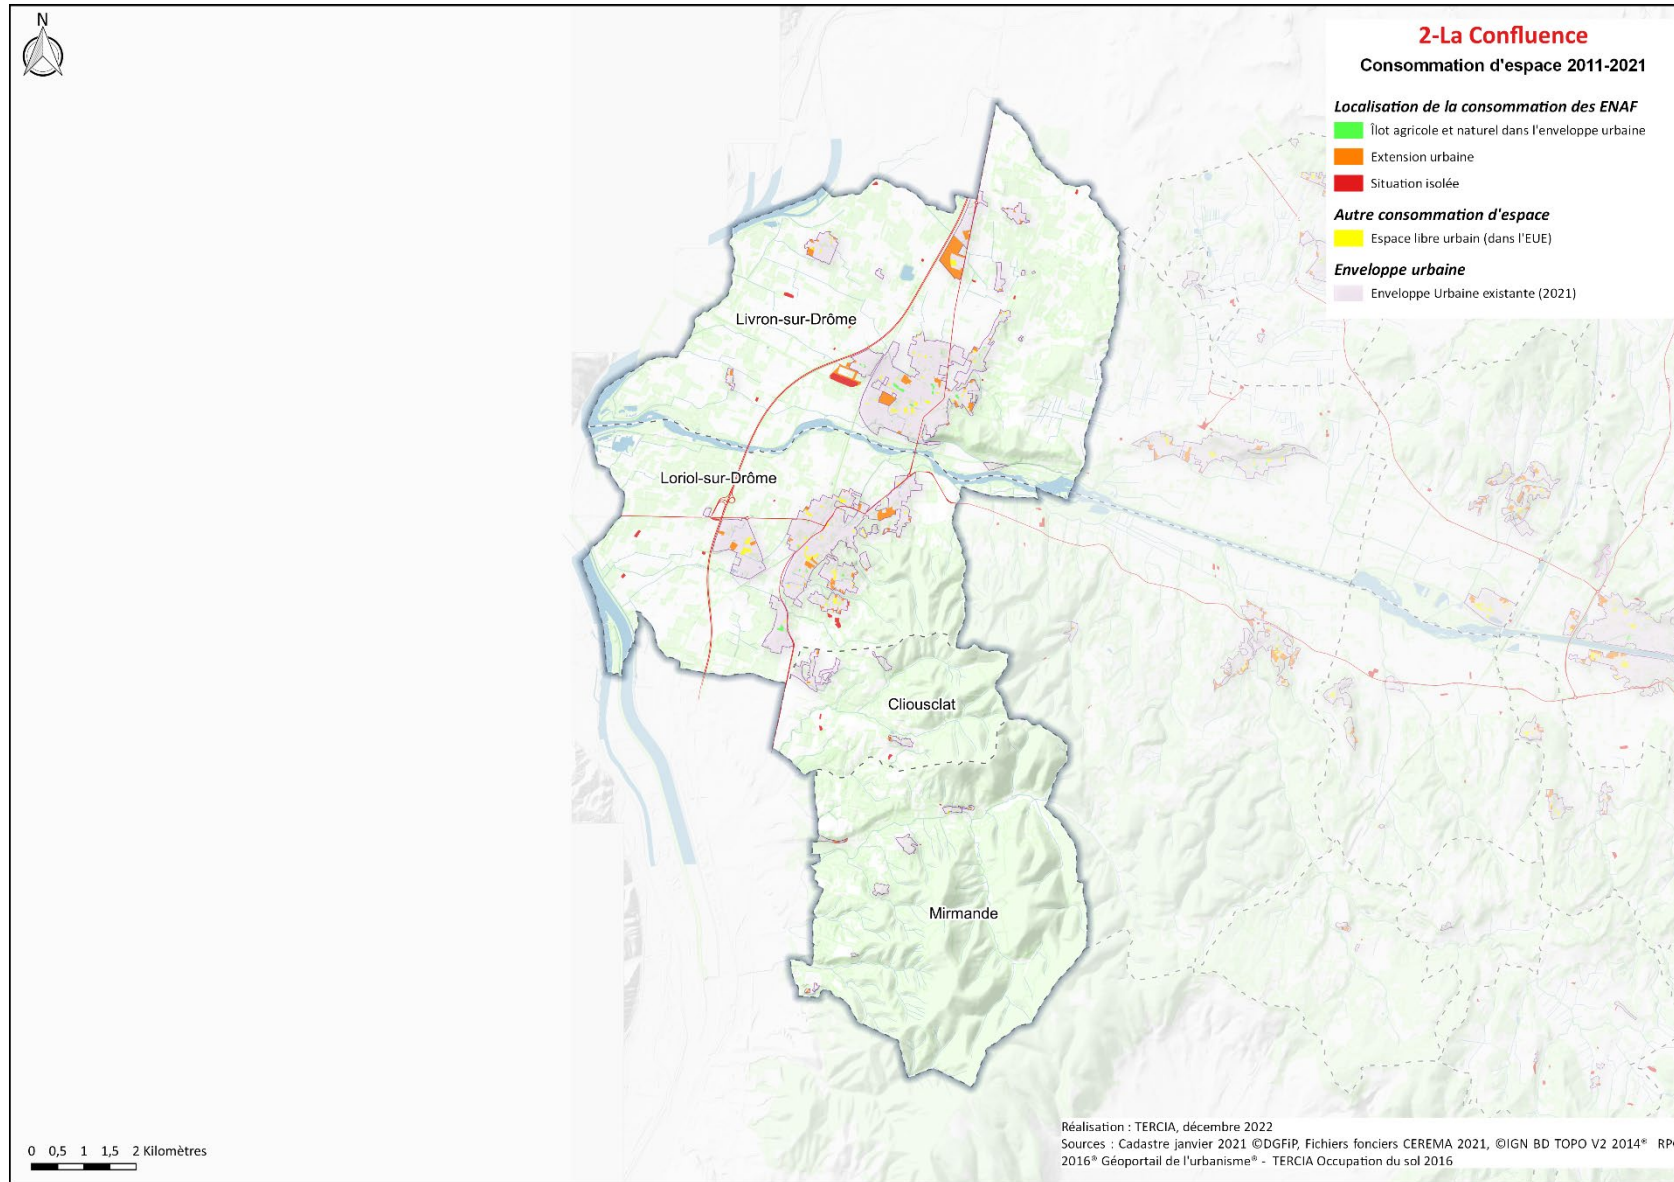 N
2-La Confluence
Consommation d'espace 2011-2021
Localisation de la consommation des ENAF
Îlot agricole et naturel dans l'enveloppe urbaine
Extension urbaine
Situation isolée
Autre consommation d'espace
Espace libre urbain (dans l'EUE)
Enveloppe urbaine
Enveloppe Urbaine existante (2021)
Livron-sur-Drôme
Loriol-sur-Drôme
Cliousclat
Mirmande
0 0,5 1 1,5 2 Kilomètres
Réalisation : TERCIA, décembre 2022
Sources : Cadastre janvier 2021 ©DGFiP, Fichiers fonciers CEREMA 2021, ©IGN BD TOPO V2 2014® RPG
2016® Géoportail de l'urbanisme® - TERCIA Occupation du sol 2016